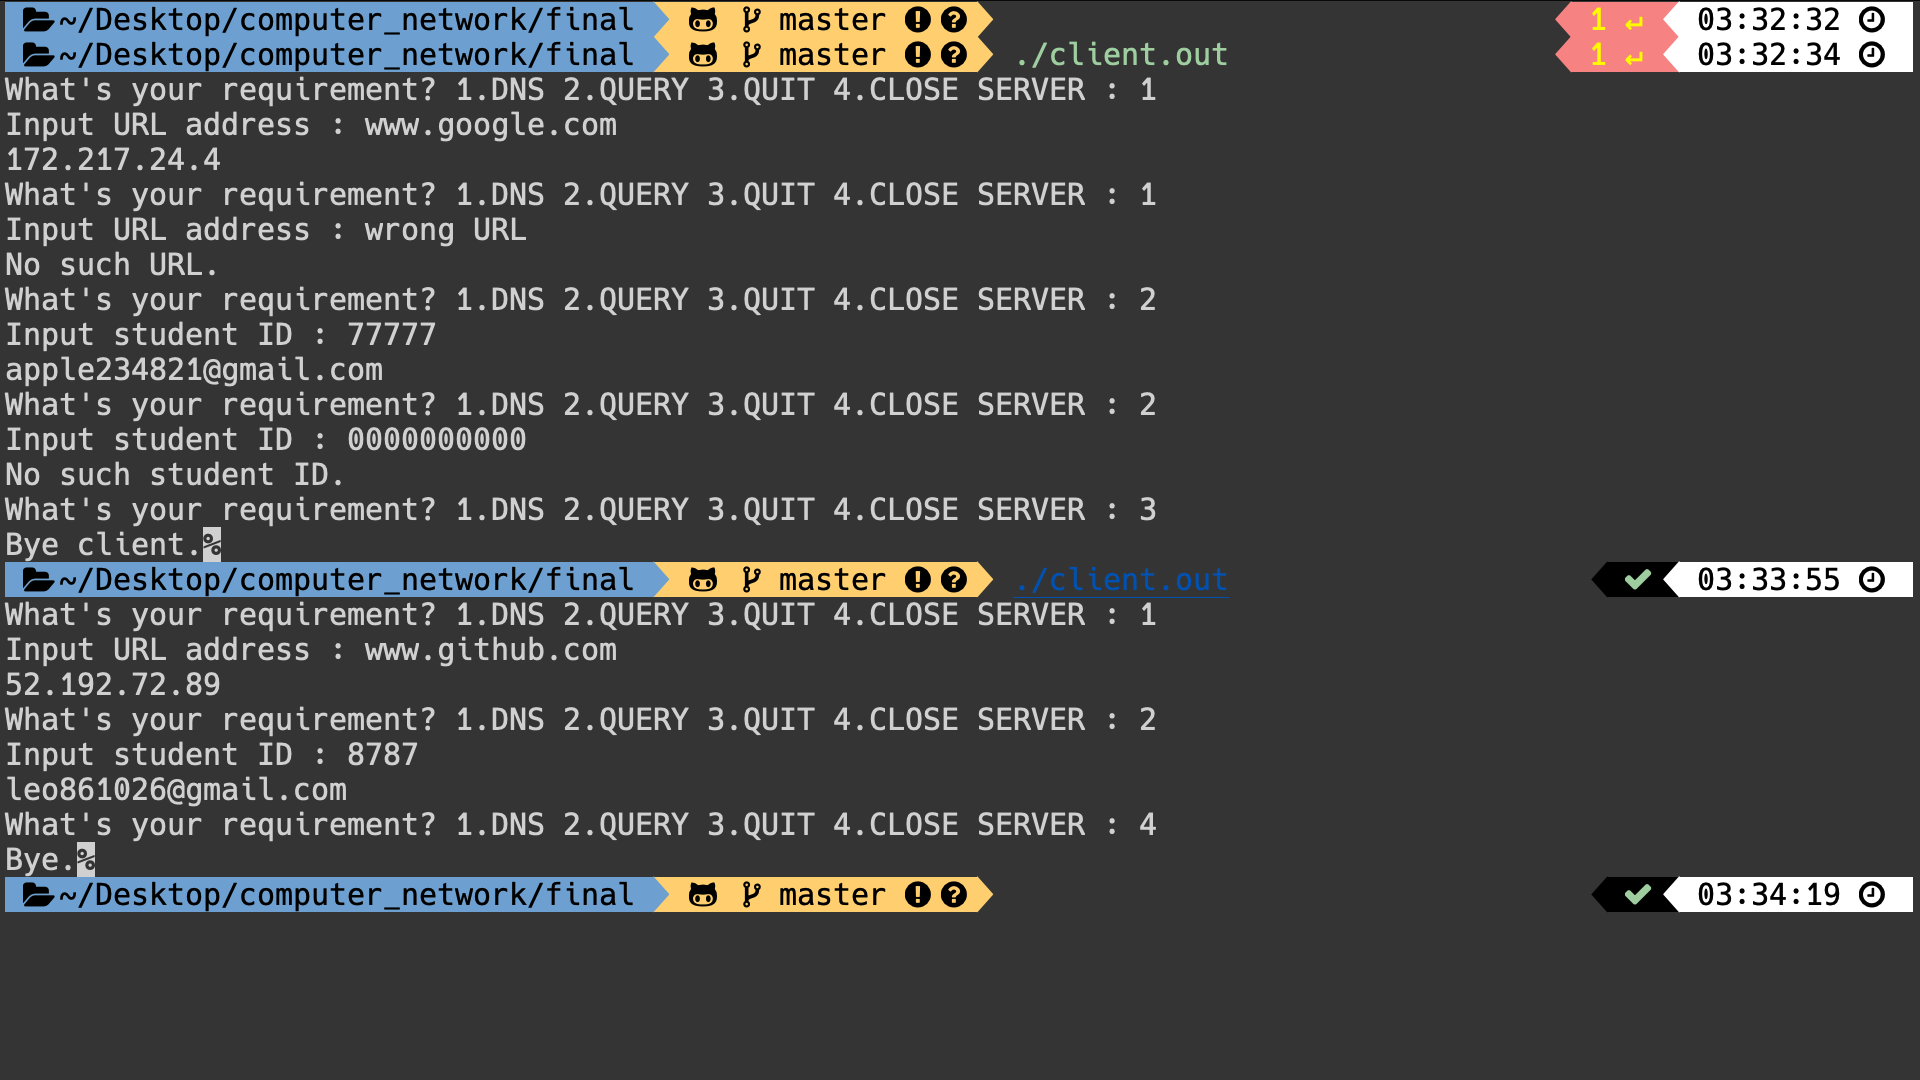 ~/Desktop/computer_network/final master 1 03:32:32
~/Desktop/computer_network/final master ./client.out 1 03:32:34
What's your requirement? 1.DNS 2.QUERY 3.QUIT 4.CLOSE SERVER : 1
Input URL address : www.google.com
172.217.24.4
What's your requirement? 1.DNS 2.QUERY 3.QUIT 4.CLOSE SERVER : 1
Input URL address : wrong URL
No such URL.
What's your requirement? 1.DNS 2.QUERY 3.QUIT 4.CLOSE SERVER : 2
Input student ID : 77777
apple234821@gmail.com
What's your requirement? 1.DNS 2.QUERY 3.QUIT 4.CLOSE SERVER : 2
Input student ID : 0000000000
No such student ID.
What's your requirement? 1.DNS 2.QUERY 3.QUIT 4.CLOSE SERVER : 3
Bye client.%
~/Desktop/computer_network/final master ./client.out 03:33:55
What's your requirement? 1.DNS 2.QUERY 3.QUIT 4.CLOSE SERVER : 1
Input URL address : www.github.com
52.192.72.89
What's your requirement? 1.DNS 2.QUERY 3.QUIT 4.CLOSE SERVER : 2
Input student ID : 8787
leo861026@gmail.com
What's your requirement? 1.DNS 2.QUERY 3.QUIT 4.CLOSE SERVER : 4
Bye.%
~/Desktop/computer_network/final master 03:34:19